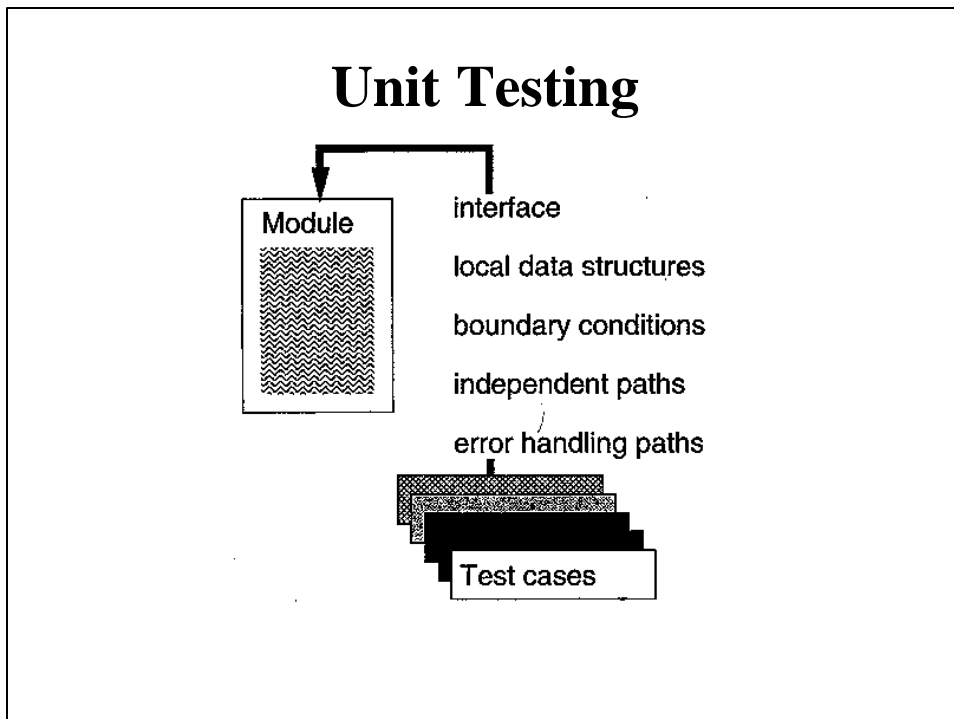 Unit Testing
Module
interface
local data structures
boundary conditions
independent paths
error handling paths
Test cases